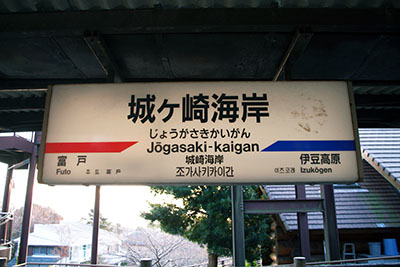 城ヶ崎海岸
じょうがさきかいがん
Jōgasaki-kaigan
城崎海岸
조가사키카이간
富戸
Futo
伊豆高原
Izukōgen